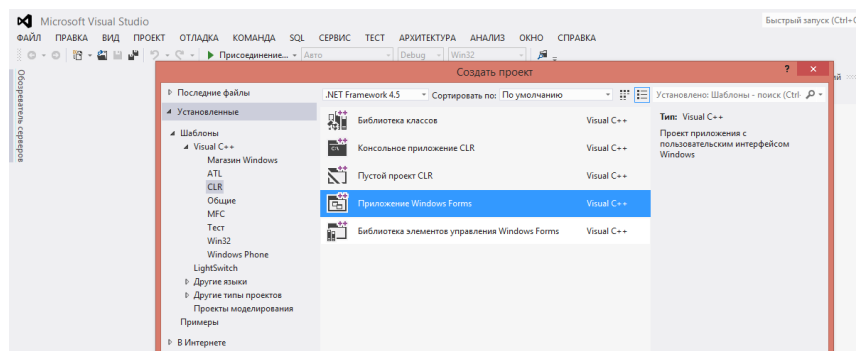 Microsoft Visual Studio
Быстрый запуск (Ctrl+Q
ФАЙЛ ПРАВКА ВИД ПРОЕКТ ОТЛАДКА КОМАНДА SQL СЕРВИС ТЕСТ АРХИТЕКТУРА АНАЛИЗ ОКНО СПРАВКА
Присоединение... Авто Debug Win32
Обозреватель серверов
Создать проект
Последние файлы
.NET Framework 4.5 Сортировать по: По умолчанию
Установлено: Шаблоны - поиск (Ctrl-
Установленные
Шаблоны
Visual C++
Магазин Windows
ATL
CLR
Общие
MFC
Тест
Win32
Windows Phone
LightSwitch
Другие языки
Другие типы проектов
Проекты моделирования
Примеры
В Интернете
Библиотека классов Visual C++
Консольное приложение CLR Visual C++
Пустой проект CLR Visual C++
Приложение Windows Forms Visual C++
Библиотека элементов управления Windows Forms Visual C++
Тип: Visual C++
Проект приложения с
пользовательским интерфейсом
Windows